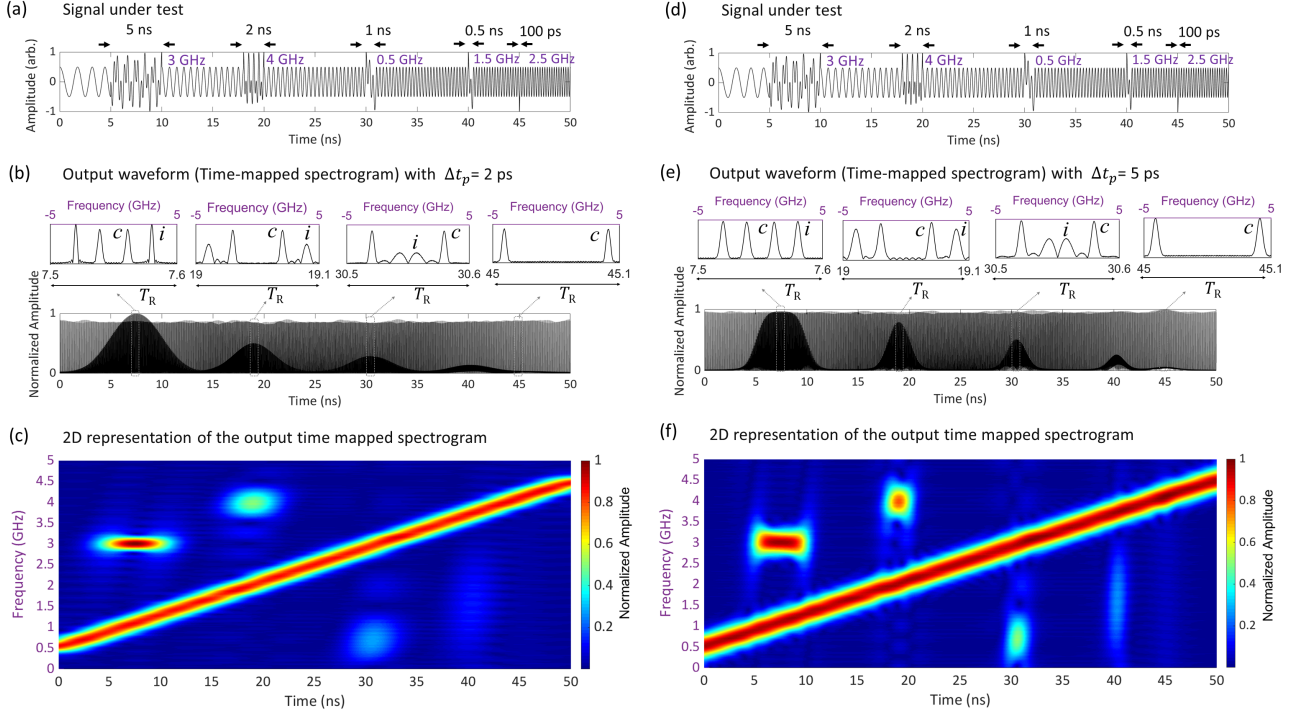 (a)
Signal under test
5 ns
2 ns
1 ns
0.5 ns
100 ps
3 GHz
4 GHz
0.5 GHz
1.5 GHz
2.5 GHz
Amplitude (arb.)
1
0
-1
0 5 10 15 20 25 30 35 40 45 50
Time (ns)
(b) Output waveform (Time-mapped spectrogram) with Δt_p= 2 ps
Frequency (GHz) Frequency (GHz) Frequency (GHz) Frequency (GHz)
-5 5 -5 5 -5 5 -5 5
c i c i i c c
7.5 7.6 19 19.1 30.5 30.6 45 45.1
T_R T_R T_R T_R
Normalized Amplitude
1
0
0 5 10 15 20 25 30 35 40 45 50
Time (ns)
(c)
2D representation of the output time mapped spectrogram
Frequency (GHz)
5
4.5
4
3.5
3
2.5
2
1.5
1
0.5
0
0 5 10 15 20 25 30 35 40 45 50
Time (ns)
1
0.8
0.6
0.4
0.2
Normalized Amplitude
(d)
Signal under test
5 ns
2 ns
1 ns
0.5 ns
100 ps
3 GHz
4 GHz
0.5 GHz
1.5 GHz
2.5 GHz
Amplitude (arb.)
1
0
-1
0 5 10 15 20 25 30 35 40 45 50
Time (ns)
(e) Output waveform (Time-mapped spectrogram) with Δt_p= 5 ps
Frequency (GHz) Frequency (GHz) Frequency (GHz) Frequency (GHz)
-5 5 -5 5 -5 5 -5 5
c i c i i c c
7.5 7.6 19 19.1 30.5 30.6 45 45.1
T_R T_R T_R T_R
Normalized Amplitude
1
0
0 5 10 15 20 25 30 35 40 45 50
Time (ns)
(f)
2D representation of the output time mapped spectrogram
Frequency (GHz)
5
4.5
4
3.5
3
2.5
2
1.5
1
0.5
0
0 5 10 15 20 25 30 35 40 45 50
Time (ns)
1
0.8
0.6
0.4
0.2
Normalized Amplitude